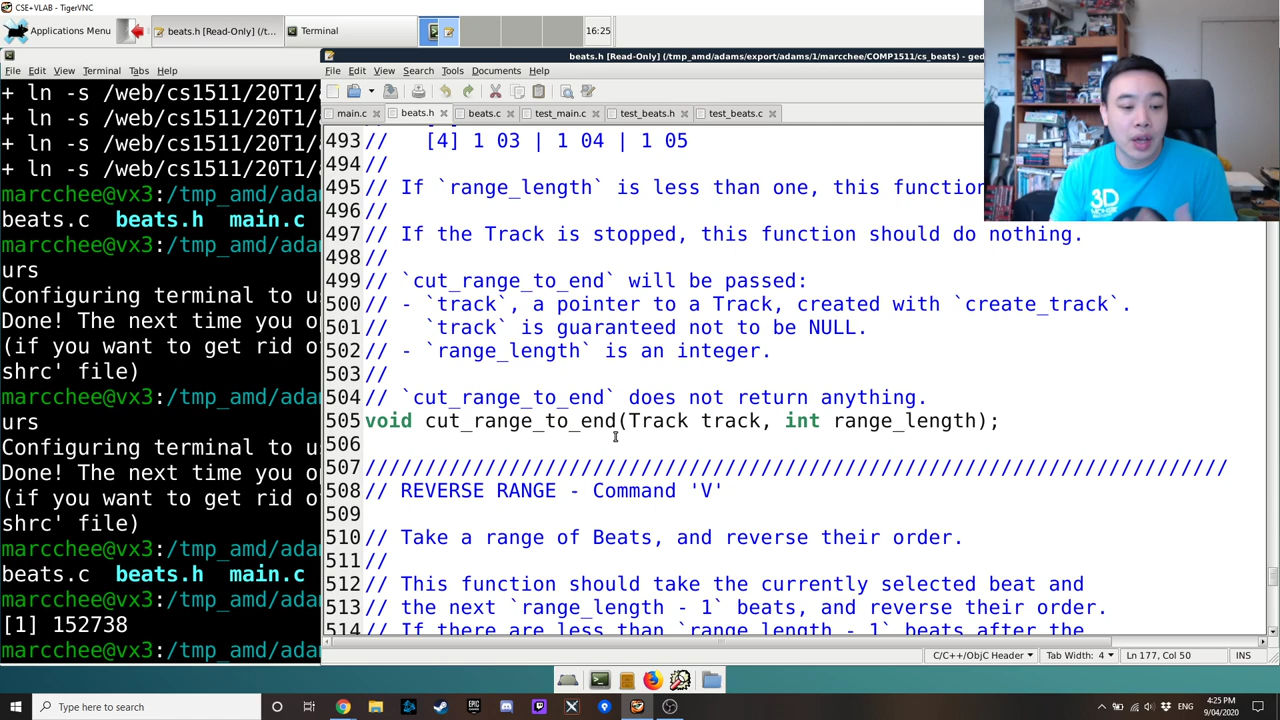 CSE+VLAB - TigerVNC
Applications Menu
beats.h [Read-Only] (/t...
Terminal
16:25
beats.h [Read-Only] (/tmp_amd/adams/export/adams/1/marcchee/COMP1511/cs_beats) - ged
File Edit View Terminal Tabs Help
File Edit View Search Tools Documents Help
main.c
beats.h
beats.c
test_main.c
test_beats.h
test_beats.c
+ ln -s /web/cs1511/20T1/
+ ln -s /web/cs1511/20T1/
+ ln -s /web/cs1511/20T1/
+ ln -s /web/cs1511/20T1/
marcchee@vx3:/tmp_amd/ada
beats.c beats.h main.c
marcchee@vx3:/tmp_amd/ada
urs
Configuring terminal to u
Done! The next time you o
(if you want to get rid o
shrc' file)
marcchee@vx3:/tmp_amd/ada
urs
Configuring terminal to u
Done! The next time you o
(if you want to get rid o
shrc' file)
marcchee@vx3:/tmp_amd/ada
beats.c beats.h main.c
marcchee@vx3:/tmp_amd/ada
[1] 152738
marcchee@vx3:/tmp_amd/ada
493 // [4] 1 03 | 1 04 | 1 05
494 //
495 // If `range_length` is less than one, this function
496 //
497 // If the Track is stopped, this function should do nothing.
498 //
499 // `cut_range_to_end` will be passed:
500 // - `track`, a pointer to a Track, created with `create_track`.
501 // `track` is guaranteed not to be NULL.
502 // - `range_length` is an integer.
503 //
504 // `cut_range_to_end` does not return anything.
505 void cut_range_to_end(Track track, int range_length);
506
507 ////////////////////////////////////////////////////////////////////////
508 // REVERSE RANGE - Command 'V'
509
510 // Take a range of Beats, and reverse their order.
511 //
512 // This function should take the currently selected beat and
513 // the next `range_length - 1` beats, and reverse their order.
514 // If there are less than `range_length - 1` beats after the
C/C++/ObjC Header Tab Width: 4 Ln 177, Col 50 INS
Type here to search
ENG
4:25 PM
9/04/2020